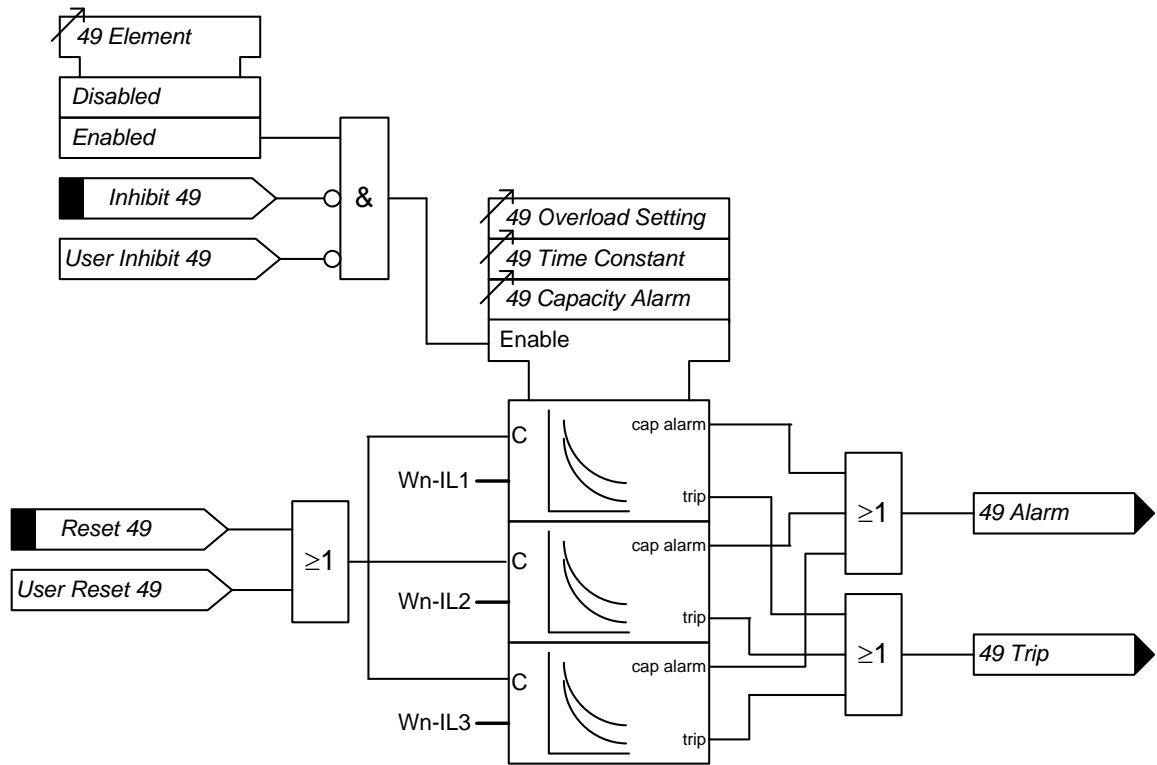 49 Element
Disabled
Enabled
Inhibit 49
&
User Inhibit 49
49 Overload Setting
49 Time Constant
49 Capacity Alarm
Enable
C
cap alarm
Wn-IL1
trip
Reset 49
≥1
User Reset 49
C
cap alarm
Wn-IL2
trip
C
cap alarm
Wn-IL3
trip
≥1
49 Alarm
≥1
49 Trip